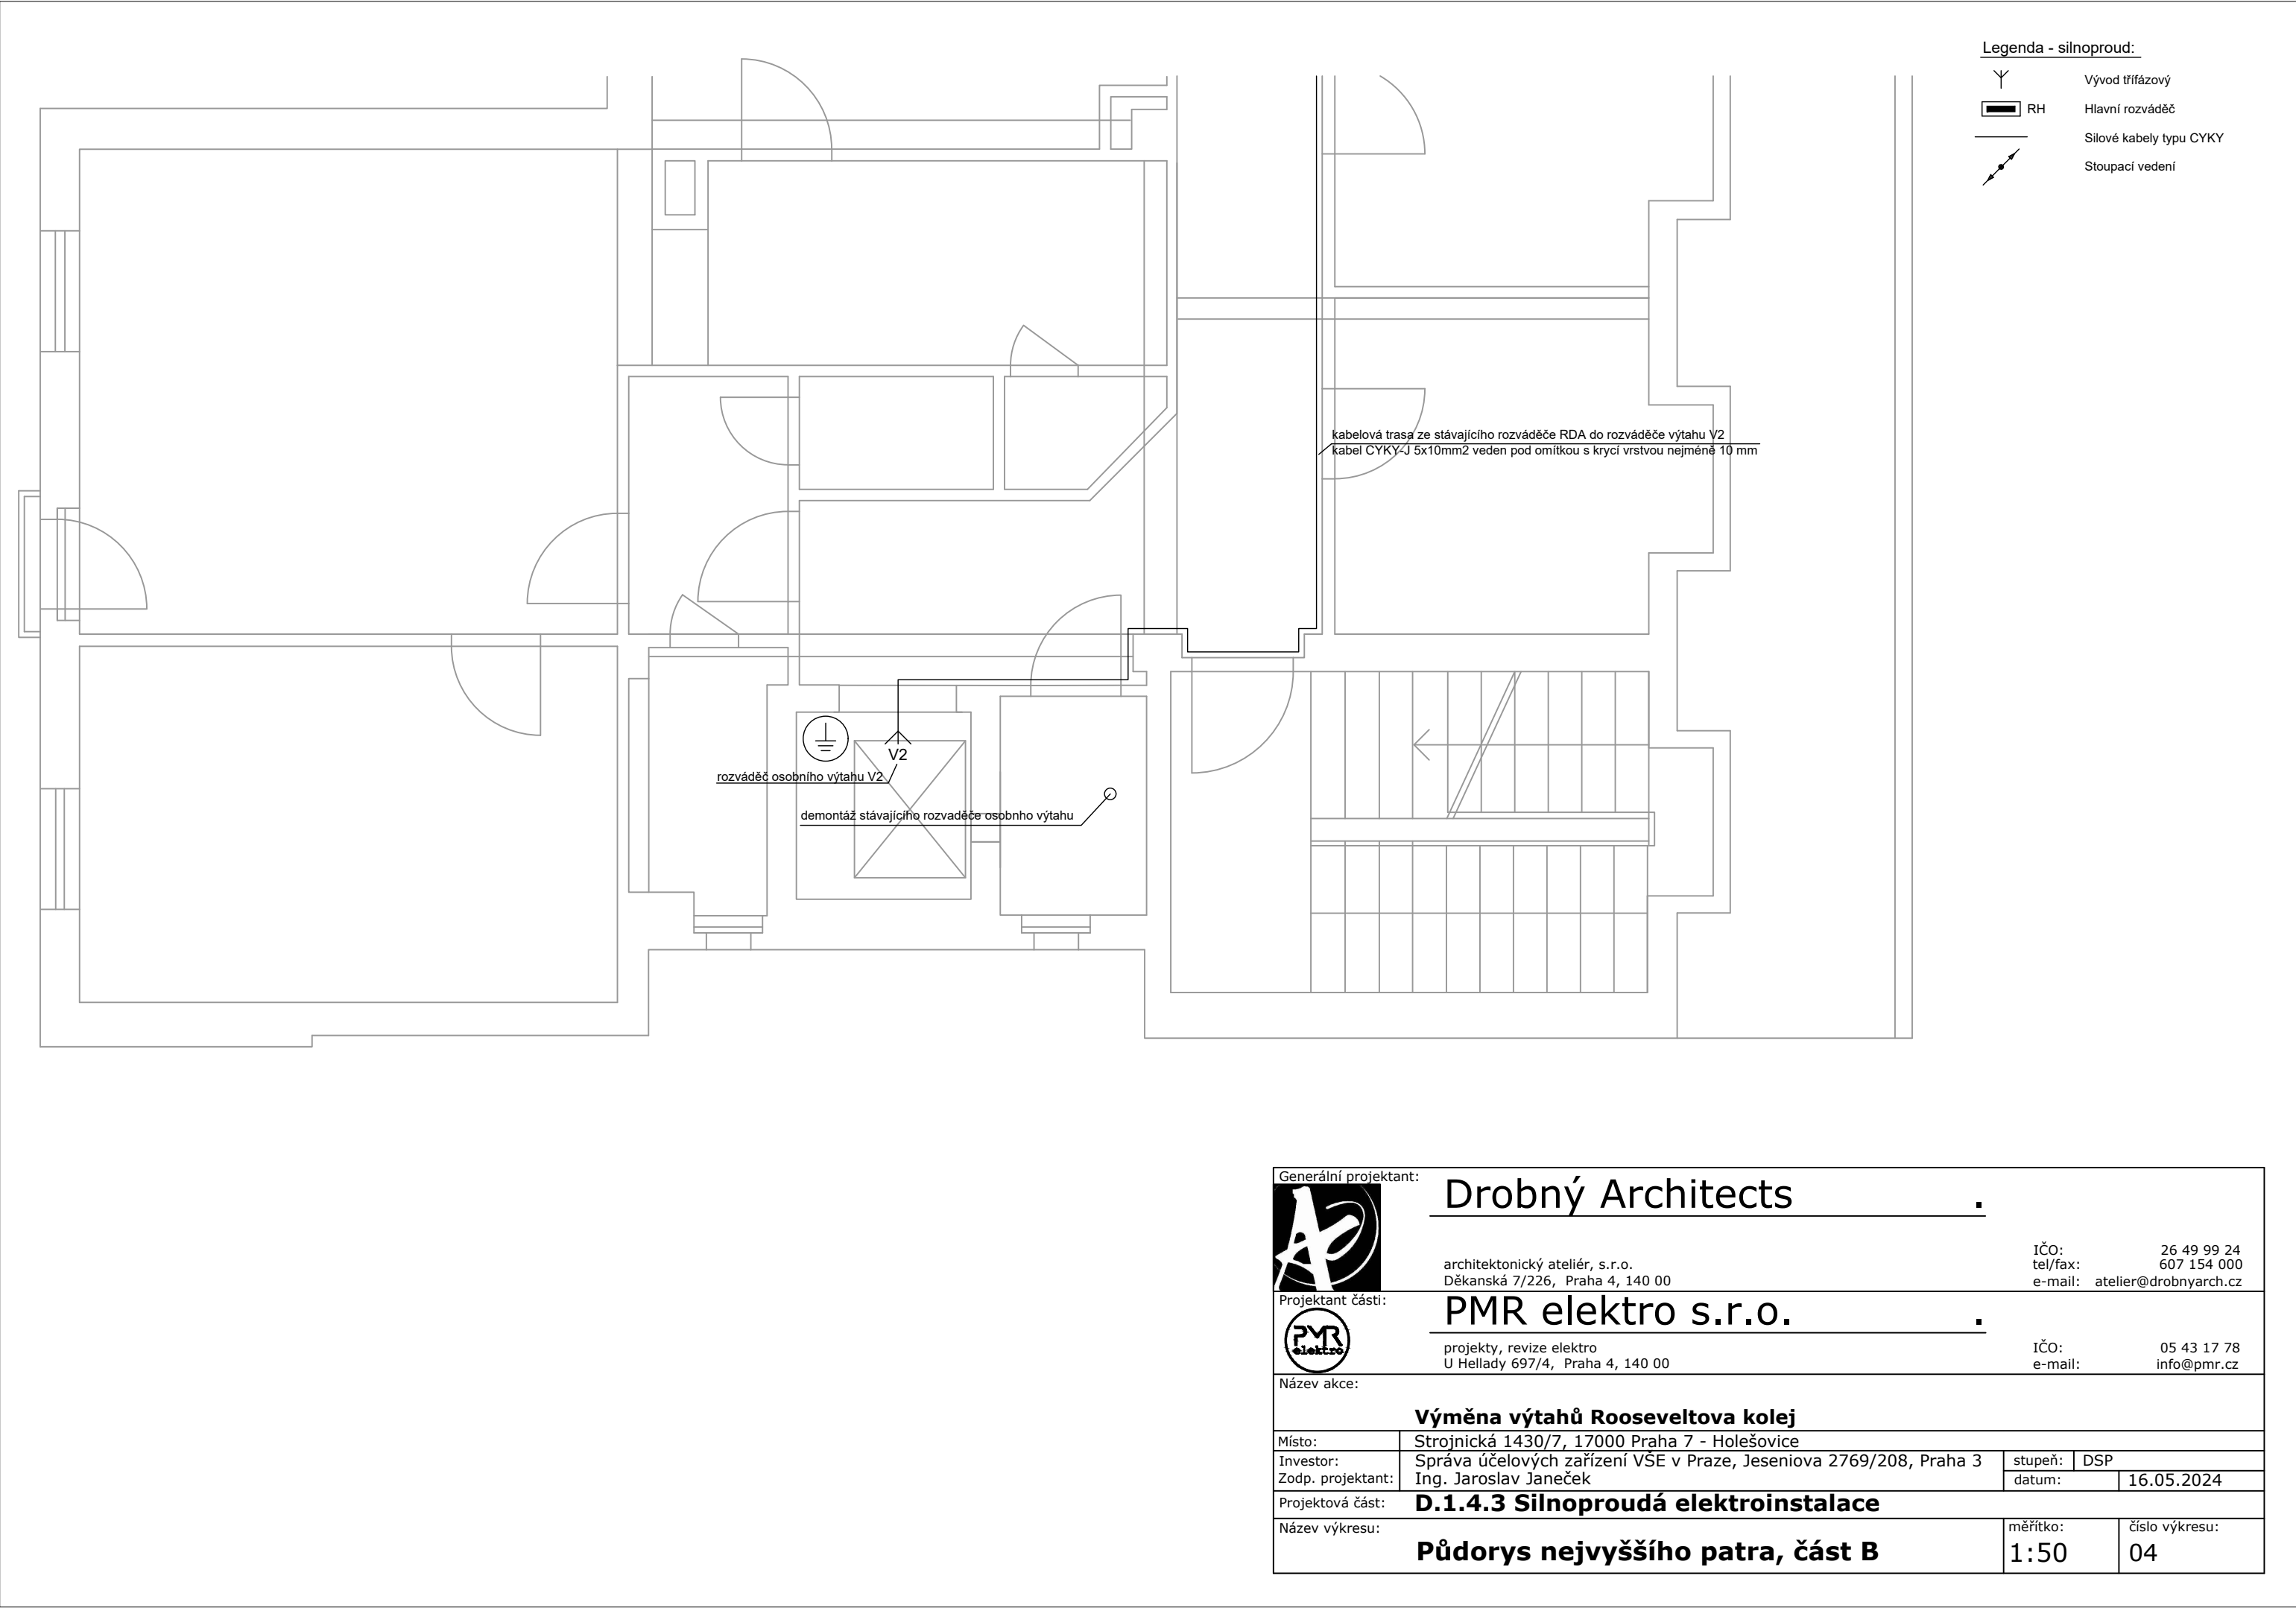 Legenda - silnoproud:
Vývod třífázový
RH Hlavní rozváděč
Silové kabely typu CYKY
Stoupací vedení
kabelová trasa ze stávajícího rozváděče RDA do rozváděče výtahu V2
kabel CYKY-J 5x10mm2 veden pod omítkou s krycí vrstvou nejméně 10 mm
V2
rozváděč osobního výtahu V2
demontáž stávajícího rozvaděče osobnho výtahu
Generální projektant:
Drobný Architects .
architektonický ateliér, s.r.o.
Děkanská 7/226, Praha 4, 140 00
IČO: 26 49 99 24
tel/fax: 607 154 000
e-mail: atelier@drobnyarch.cz
Projektant části:
PMR elektro s.r.o. .
PMR
elektro
projekty, revize elektro
U Hellady 697/4, Praha 4, 140 00
IČO: 05 43 17 78
e-mail: info@pmr.cz
Název akce:
Výměna výtahů Rooseveltova kolej
Místo: Strojnická 1430/7, 17000 Praha 7 - Holešovice
Investor: Správa účelových zařízení VŠE v Praze, Jeseniova 2769/208, Praha 3
Zodp. projektant: Ing. Jaroslav Janeček
stupeň: DSP
datum: 16.05.2024
Projektová část: D.1.4.3 Silnoproudá elektroinstalace
Název výkresu:
Půdorys nejvyššího patra, část B
měřítko:
1:50
číslo výkresu:
04